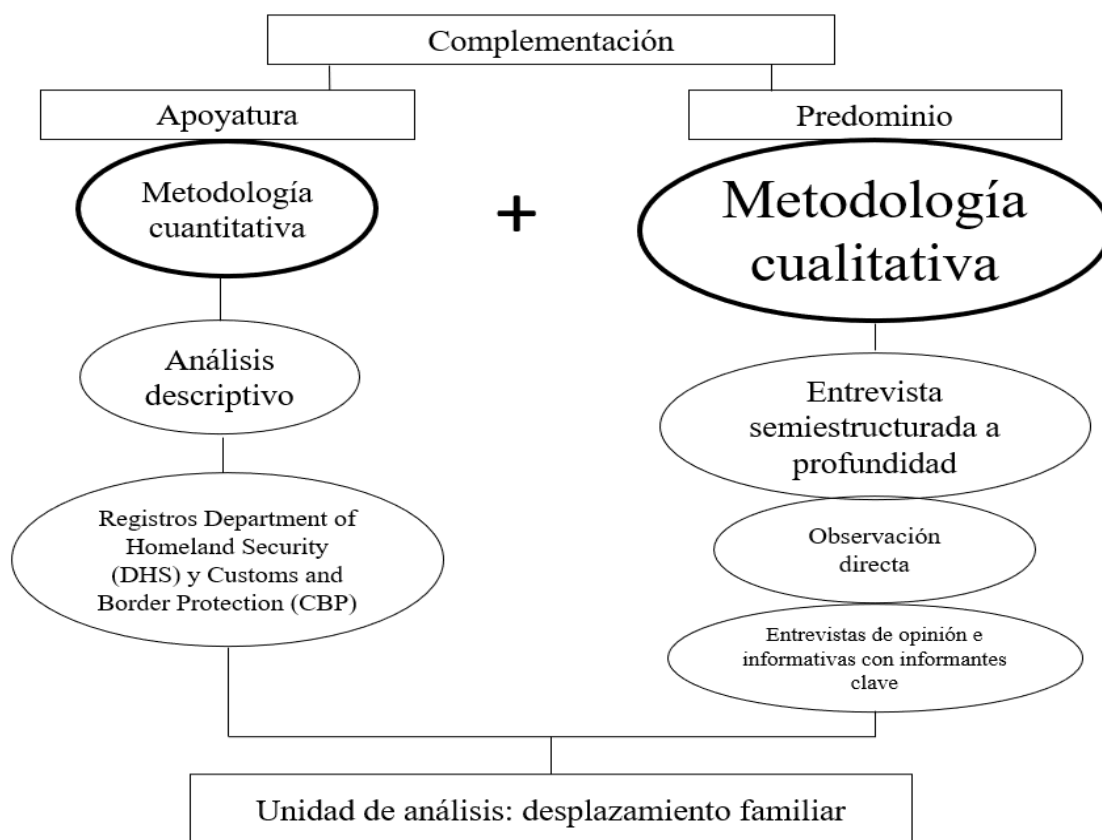 Complementación
Apoyatura
Predominio
Metodología
cuantitativa
+
Metodología
cualitativa
Análisis
descriptivo
Entrevista
semiestructurada a
profundidad
Registros Department of
Homeland Security
(DHS) y Customs and
Border Protection (CBP)
Observación
directa
Entrevistas de opinión e
informativas con informantes
clave
Unidad de análisis: desplazamiento familiar